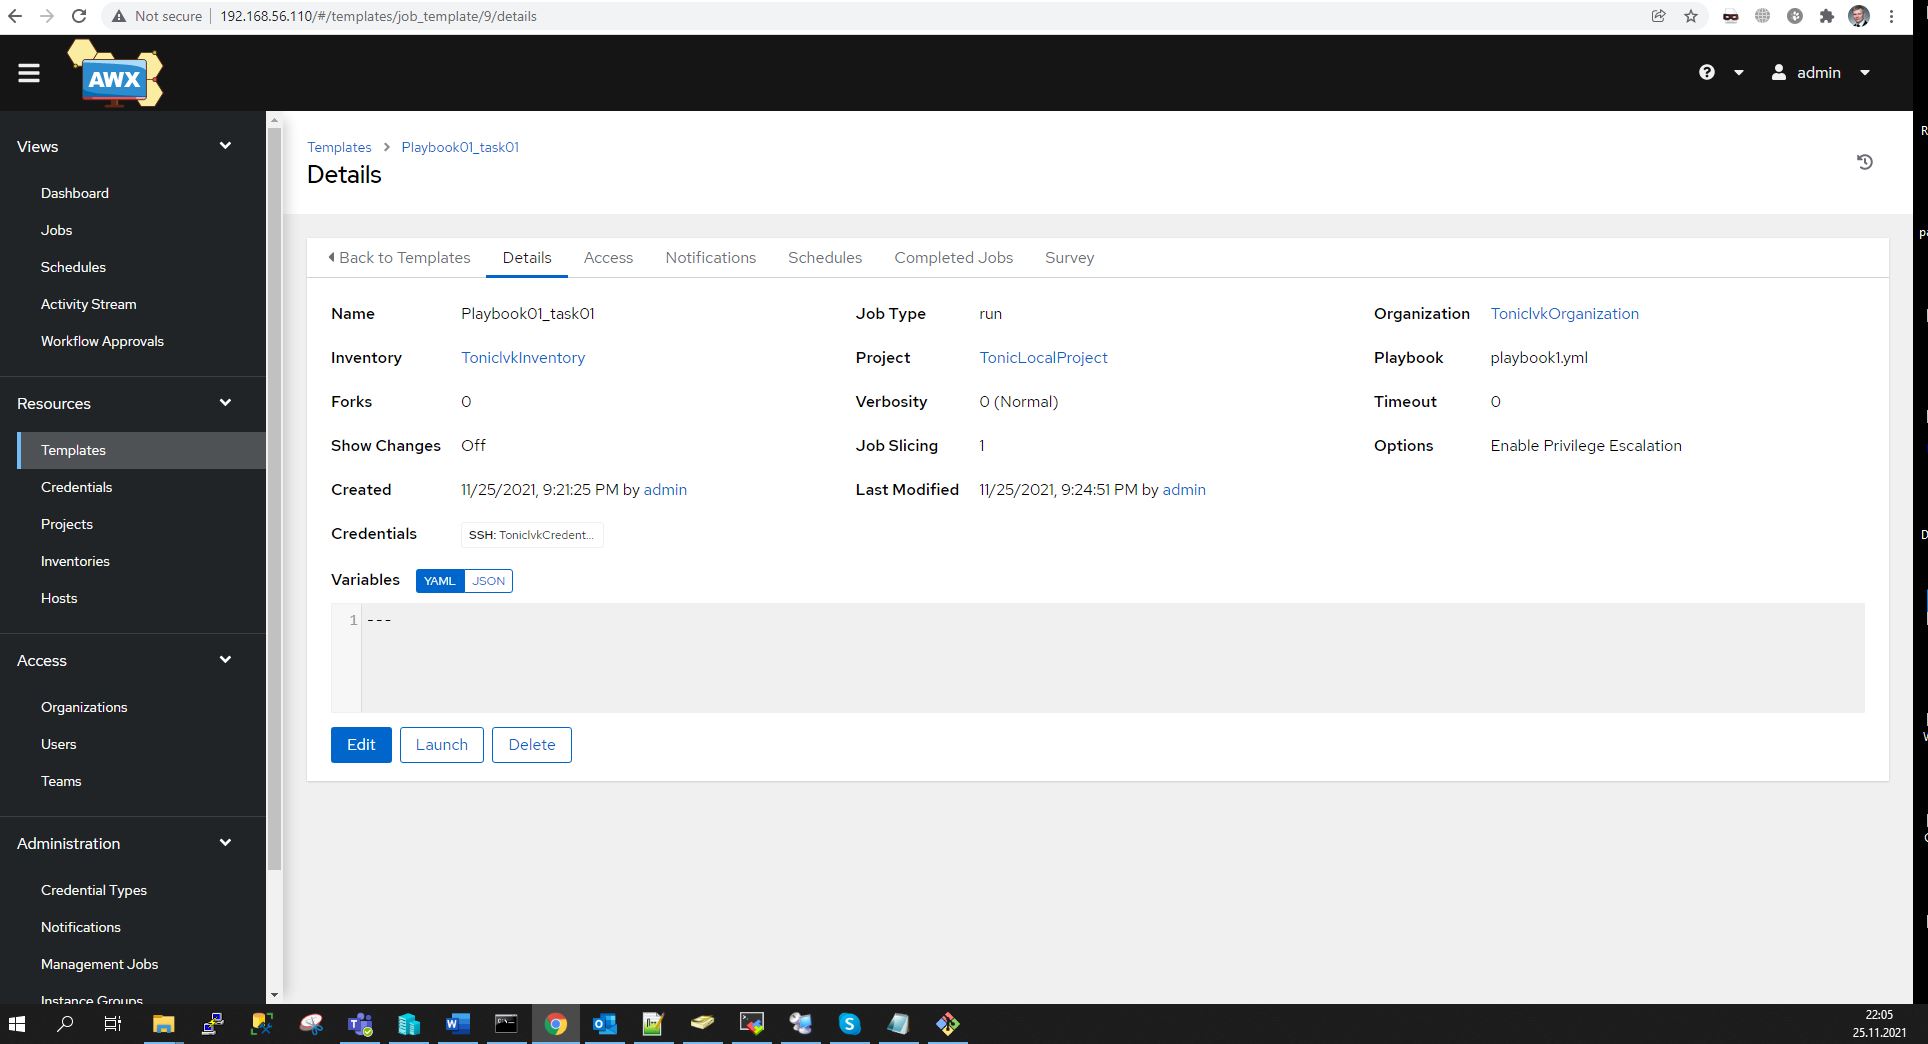 Not secure | 192.168.56.110/#/templates/job_template/9/details
AWX
admin
Views
Dashboard
Jobs
Schedules
Activity Stream
Workflow Approvals
Resources
Templates
Credentials
Projects
Inventories
Hosts
Access
Organizations
Users
Teams
Administration
Credential Types
Notifications
Management Jobs
Instance Groups
Templates > Playbook01_task01
Details
Back to Templates Details Access Notifications Schedules Completed Jobs Survey
Name Playbook01_task01 Job Type run Organization ToniclvkOrganization
Inventory ToniclvkInventory Project TonicLocalProject Playbook playbook1.yml
Forks 0 Verbosity 0 (Normal) Timeout 0
Show Changes Off Job Slicing 1 Options Enable Privilege Escalation
Created 11/25/2021, 9:21:25 PM by admin Last Modified 11/25/2021, 9:24:51 PM by admin
Credentials SSH: ToniclvkCredent...
Variables YAML JSON
1 ---
Edit Launch Delete
22:05
25.11.2021